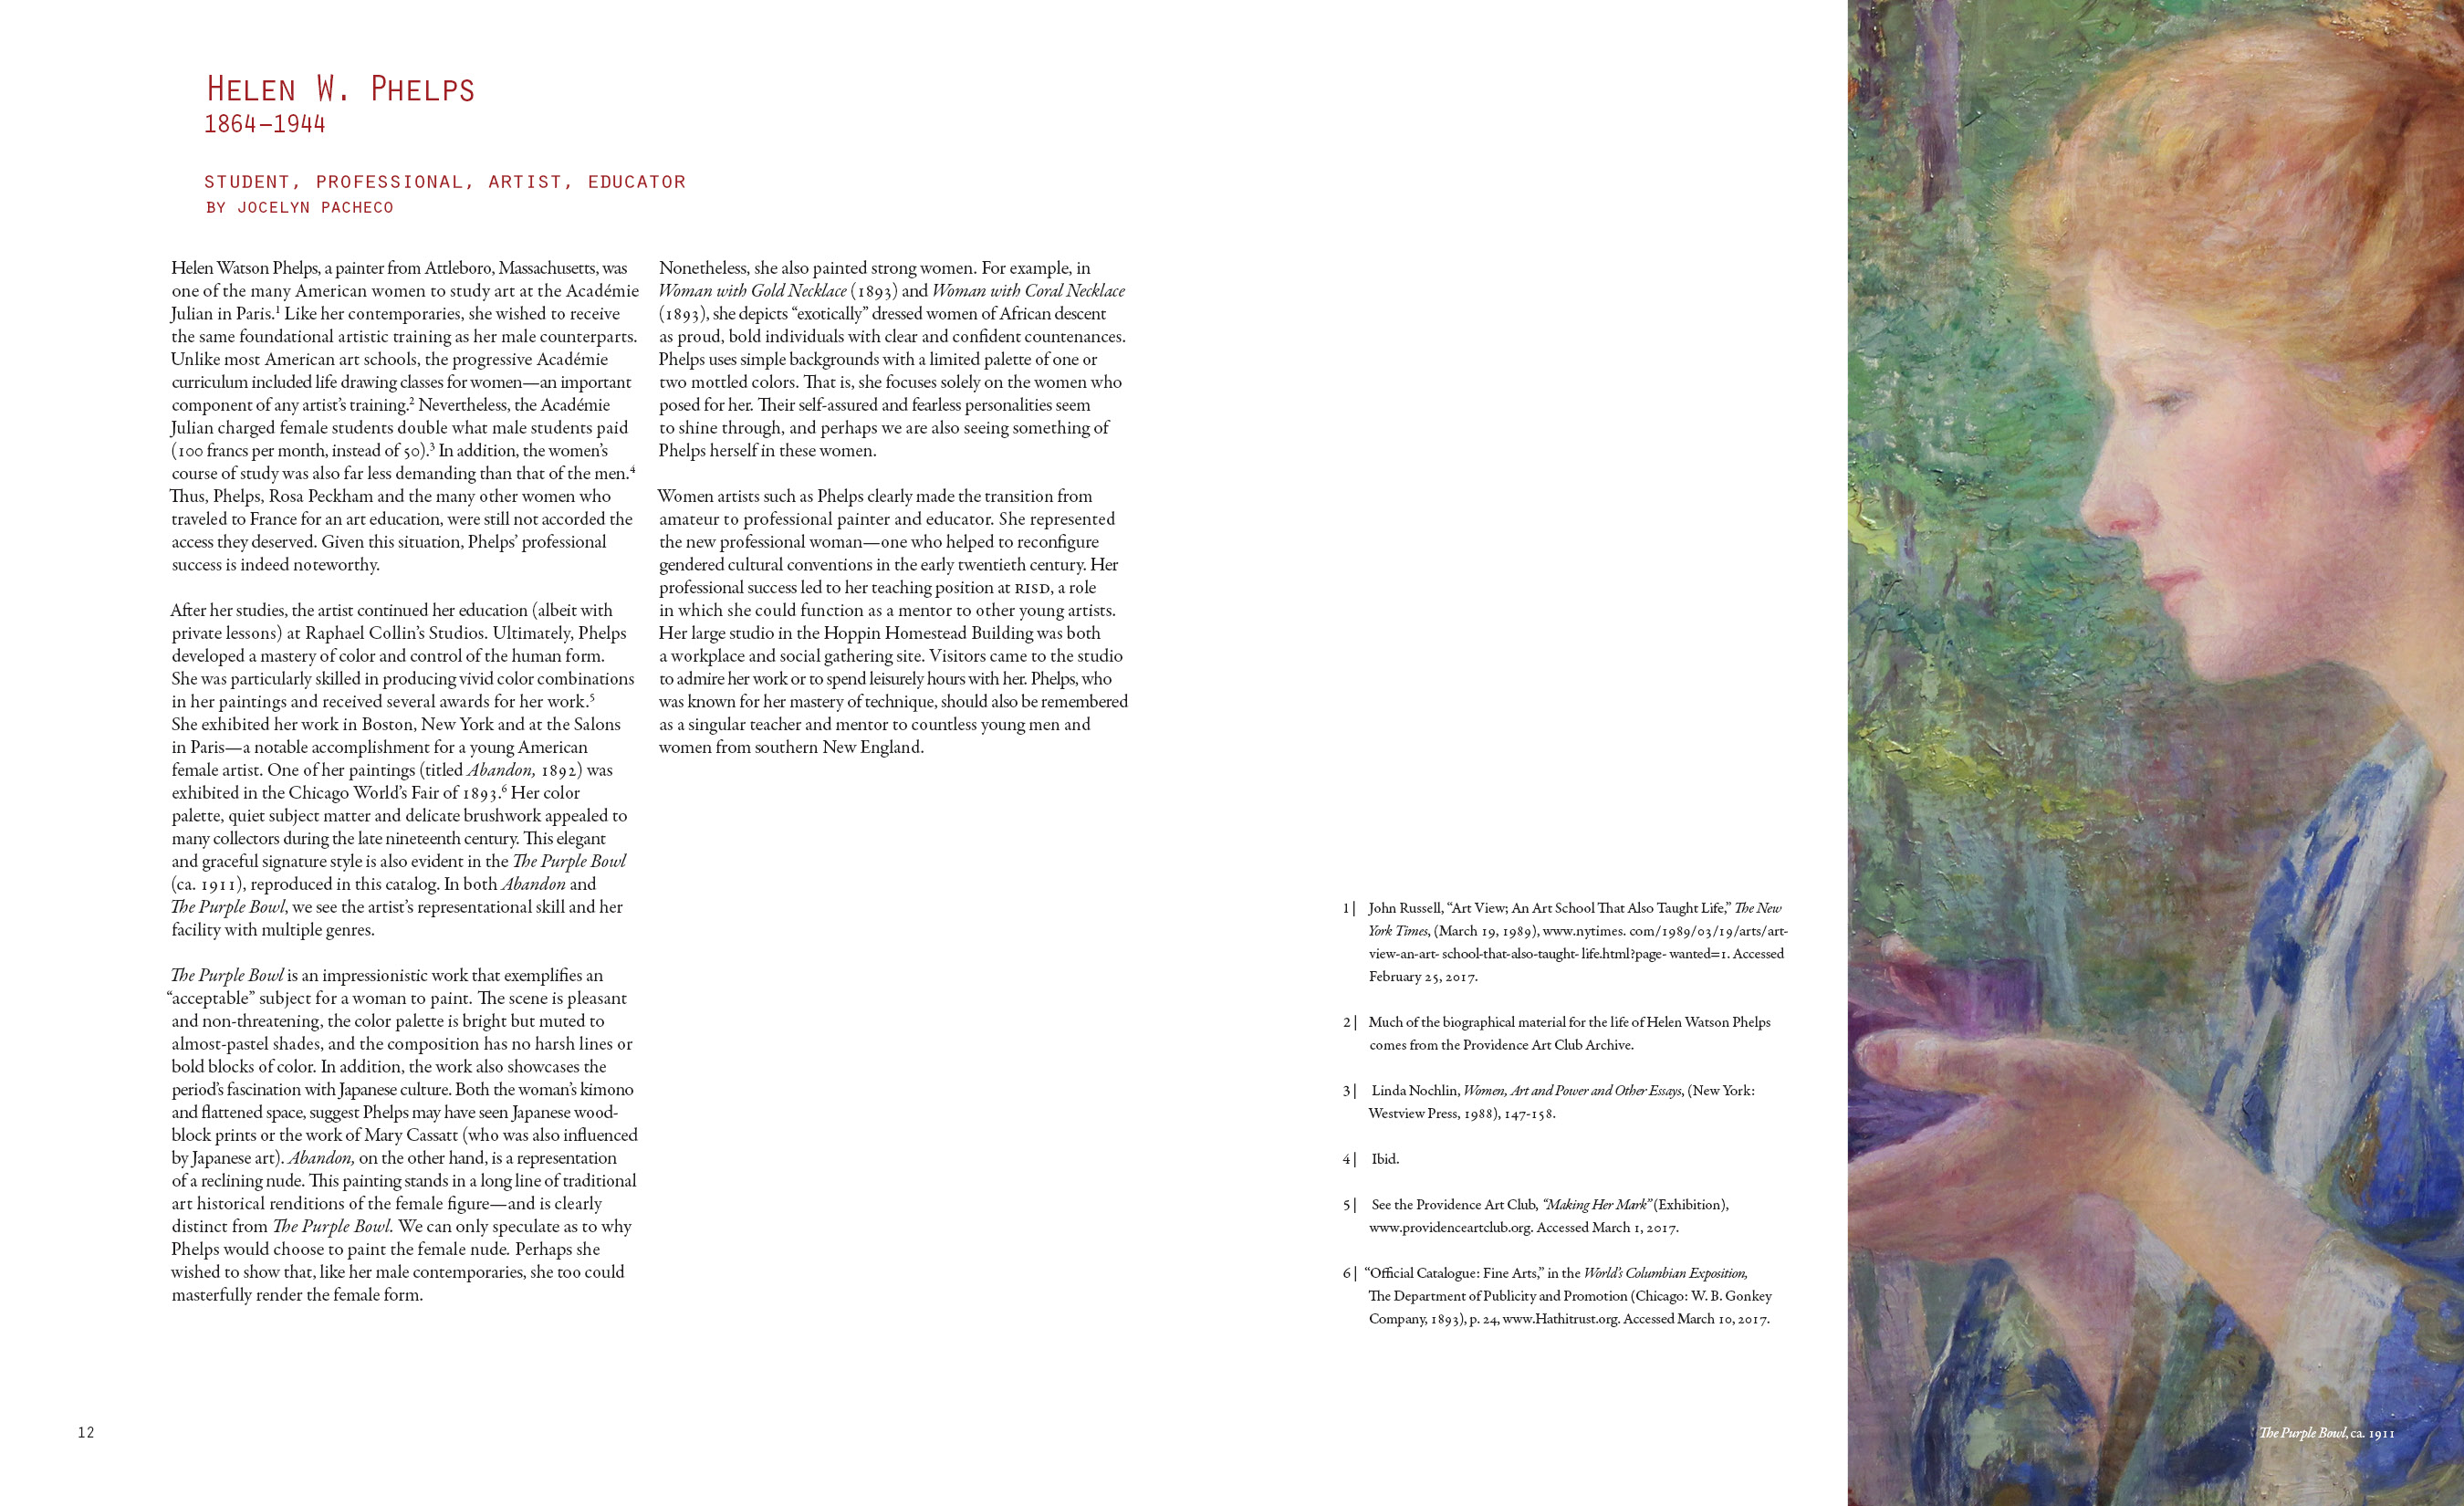 HELEN W. PHELPS
1864–1944
STUDENT, PROFESSIONAL, ARTIST, EDUCATOR
BY JOCELYN PACHECO
Helen Watson Phelps, a painter from Attleboro, Massachusetts, was
one of the many American women to study art at the Académie
Julian in Paris.¹ Like her contemporaries, she wished to receive
the same foundational artistic training as her male counterparts.
Unlike most American art schools, the progressive Académie
curriculum included life drawing classes for women—an important
component of any artist’s training.² Nevertheless, the Académie
Julian charged female students double what male students paid
(100 francs per month, instead of 50).³ In addition, the women’s
course of study was also far less demanding than that of the men.⁴
Thus, Phelps, Rosa Peckham and the many other women who
traveled to France for an art education, were still not accorded the
access they deserved. Given this situation, Phelps’ professional
success is indeed noteworthy.
After her studies, the artist continued her education (albeit with
private lessons) at Raphael Collin’s Studios. Ultimately, Phelps
developed a mastery of color and control of the human form.
She was particularly skilled in producing vivid color combinations
in her paintings and received several awards for her work.⁵
She exhibited her work in Boston, New York and at the Salons
in Paris—a notable accomplishment for a young American
female artist. One of her paintings (titled Abandon, 1892) was
exhibited in the Chicago World’s Fair of 1893.⁶ Her color
palette, quiet subject matter and delicate brushwork appealed to
many collectors during the late nineteenth century. This elegant
and graceful signature style is also evident in the The Purple Bowl
(ca. 1911), reproduced in this catalog. In both Abandon and
The Purple Bowl, we see the artist’s representational skill and her
facility with multiple genres.
The Purple Bowl is an impressionistic work that exemplifies an
“acceptable” subject for a woman to paint. The scene is pleasant
and non-threatening, the color palette is bright but muted to
almost-pastel shades, and the composition has no harsh lines or
bold blocks of color. In addition, the work also showcases the
period’s fascination with Japanese culture. Both the woman’s kimono
and flattened space, suggest Phelps may have seen Japanese wood-
block prints or the work of Mary Cassatt (who was also influenced
by Japanese art). Abandon, on the other hand, is a representation
of a reclining nude. This painting stands in a long line of traditional
art historical renditions of the female figure—and is clearly
distinct from The Purple Bowl. We can only speculate as to why
Phelps would choose to paint the female nude. Perhaps she
wished to show that, like her male contemporaries, she too could
masterfully render the female form.
Nonetheless, she also painted strong women. For example, in
Woman with Gold Necklace (1893) and Woman with Coral Necklace
(1893), she depicts “exotically” dressed women of African descent
as proud, bold individuals with clear and confident countenances.
Phelps uses simple backgrounds with a limited palette of one or
two mottled colors. That is, she focuses solely on the women who
posed for her. Their self-assured and fearless personalities seem
to shine through, and perhaps we are also seeing something of
Phelps herself in these women.
Women artists such as Phelps clearly made the transition from
amateur to professional painter and educator. She represented
the new professional woman—one who helped to reconfigure
gendered cultural conventions in the early twentieth century. Her
professional success led to her teaching position at RISD, a role
in which she could function as a mentor to other young artists.
Her large studio in the Hoppin Homestead Building was both
a workplace and social gathering site. Visitors came to the studio
to admire her work or to spend leisurely hours with her. Phelps, who
was known for her mastery of technique, should also be remembered
as a singular teacher and mentor to countless young men and
women from southern New England.
1| John Russell, “Art View; An Art School That Also Taught Life,” The New
York Times, (March 19, 1989), www.nytimes. com/1989/03/19/arts/art-
view-an-art- school-that-also-taught- life.html?page- wanted=1. Accessed
February 25, 2017.
2| Much of the biographical material for the life of Helen Watson Phelps
comes from the Providence Art Club Archive.
3| Linda Nochlin, Women, Art and Power and Other Essays, (New York:
Westview Press, 1988), 147-158.
4| Ibid.
5| See the Providence Art Club, “Making Her Mark” (Exhibition),
www.providenceartclub.org. Accessed March 1, 2017.
6| “Official Catalogue: Fine Arts,” in the World’s Columbian Exposition,
The Department of Publicity and Promotion (Chicago: W. B. Gonkey
Company, 1893), p. 24, www.Hathitrust.org. Accessed March 10, 2017.
12
The Purple Bowl, ca. 1911